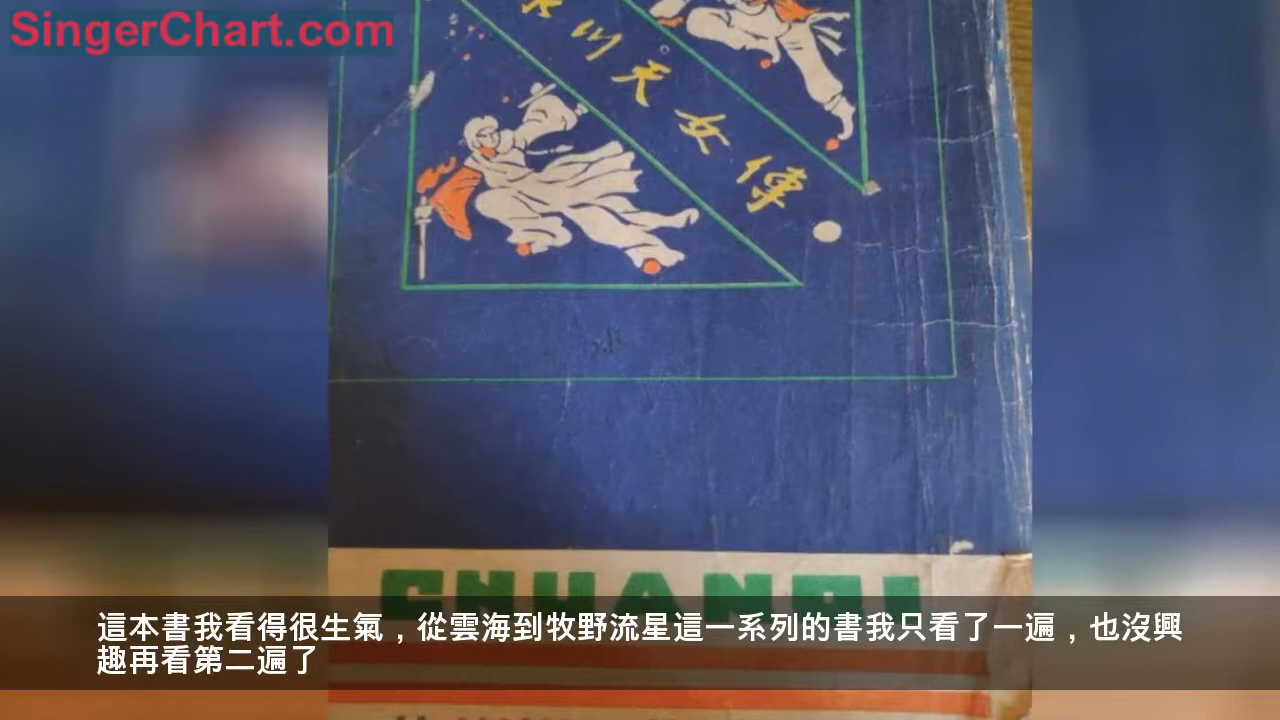 SingerChart.com
川天女傳
CHUANQI
這本書我看得很生氣，從雲海到牧野流星這一系列的書我只看了一遍，也沒興
趣再看第二遍了